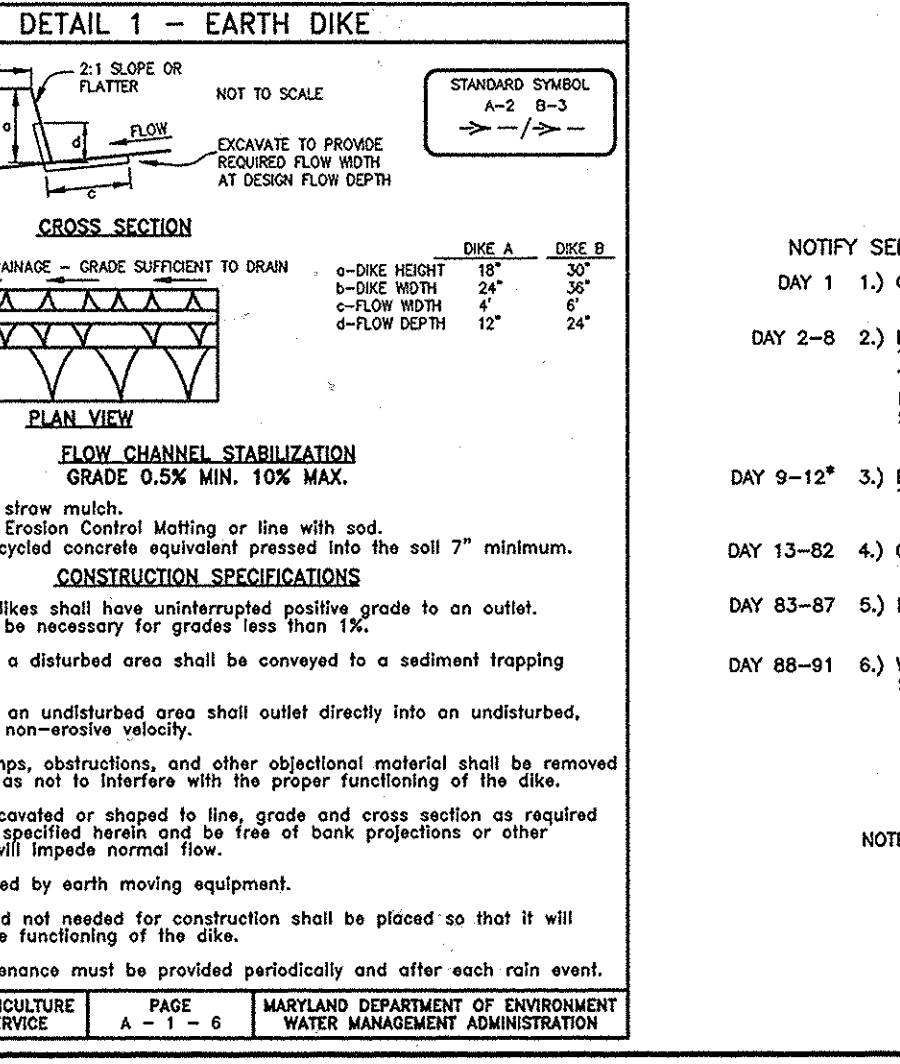 DETAIL 1 – EARTH DIKE
2:1 SLOPE OR
FLATTER
NOT TO SCALE
STANDARD SYMBOL
A-2 B-3
a
d
FLOW
EXCAVATE TO PROVIDE
REQUIRED FLOW WIDTH
AT DESIGN FLOW DEPTH
c
CROSS SECTION
AINAGE – GRADE SUFFICIENT TO DRAIN
DIKE A DIKE B
a-DIKE HEIGHT 18" 30"
b-DIKE WIDTH 24" 36"
c-FLOW WIDTH 4' 6'
d-FLOW DEPTH 12" 24"
PLAN VIEW
FLOW CHANNEL STABILIZATION
GRADE 0.5% MIN. 10% MAX.
straw mulch.
Erosion Control Matting or line with sod.
cycled concrete equivalent pressed into the soil 7" minimum.
CONSTRUCTION SPECIFICATIONS
ikes shall have uninterrupted positive grade to an outlet.
be necessary for grades less than 1%.
a disturbed area shall be conveyed to a sediment trapping
an undisturbed area shall outlet directly into an undisturbed,
non-erosive velocity.
mps, obstructions, and other objectional material shall be removed
as not to interfere with the proper functioning of the dike.
cavated or shaped to line, grade and cross section as required
specified herein and be free of bank projections or other
will impede normal flow.
ed by earth moving equipment.
d not needed for construction shall be placed so that it will
e functioning of the dike.
enance must be provided periodically and after each rain event.
ICULTURE
ERVICE
PAGE
A – 1 – 6
MARYLAND DEPARTMENT OF ENVIRONMENT
WATER MANAGEMENT ADMINISTRATION
NOTIFY SE
DAY 1 1.)
DAY 2–8 2.)
DAY 9–12* 3.)
DAY 13–82 4.)
DAY 83–87 5.)
DAY 88–91 6.)
NOTE